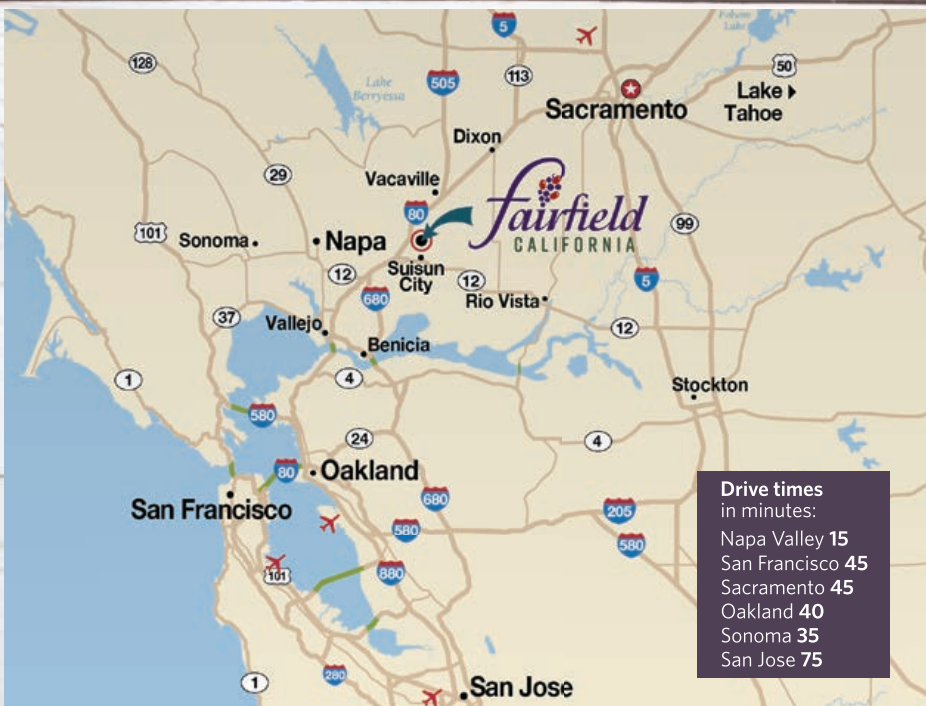 5
Folsom
Lake
128
505
113
50
Lake
Berryessa
Sacramento
Lake
Tahoe
Dixon
29
Vacaville
80
fairfield
CALIFORNIA
99
101
Sonoma
Napa
12
Suisun
City
12
5
680
Rio Vista
37
Vallejo
12
Benicia
1
4
Stockton
580
24
4
80
Oakland
680
San Francisco
205
580
580
101
880
280
1
San Jose
Drive times
in minutes:
Napa Valley 15
San Francisco 45
Sacramento 45
Oakland 40
Sonoma 35
San Jose 75